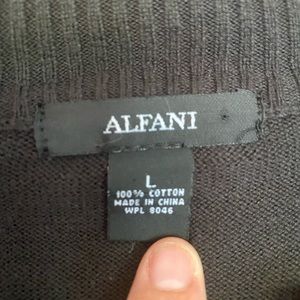 ALFANI
L
100% COTTON
MADE IN CHINA
WPL 8046